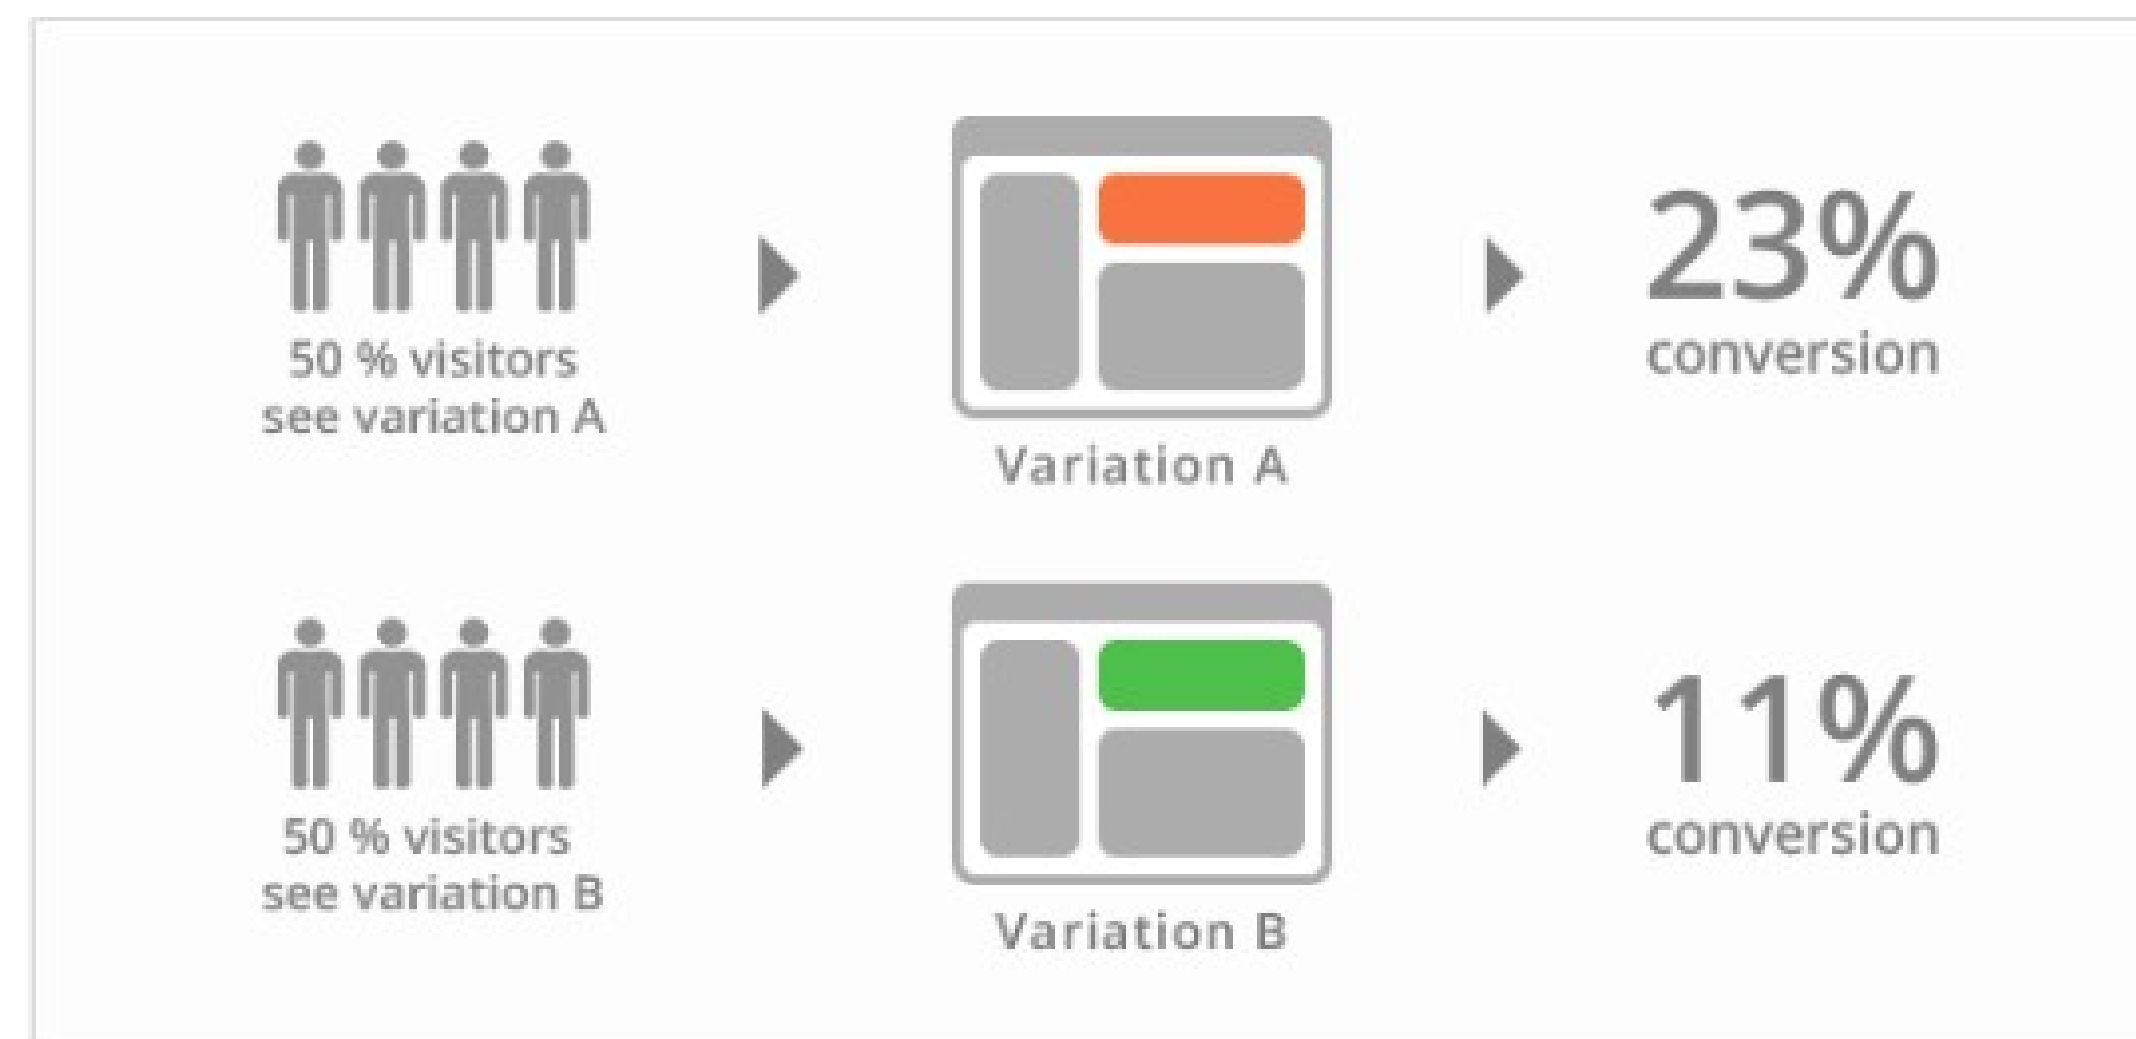 50 % visitors
see variation A
Variation A
23%
conversion
50 % visitors
see variation B
Variation B
11%
conversion